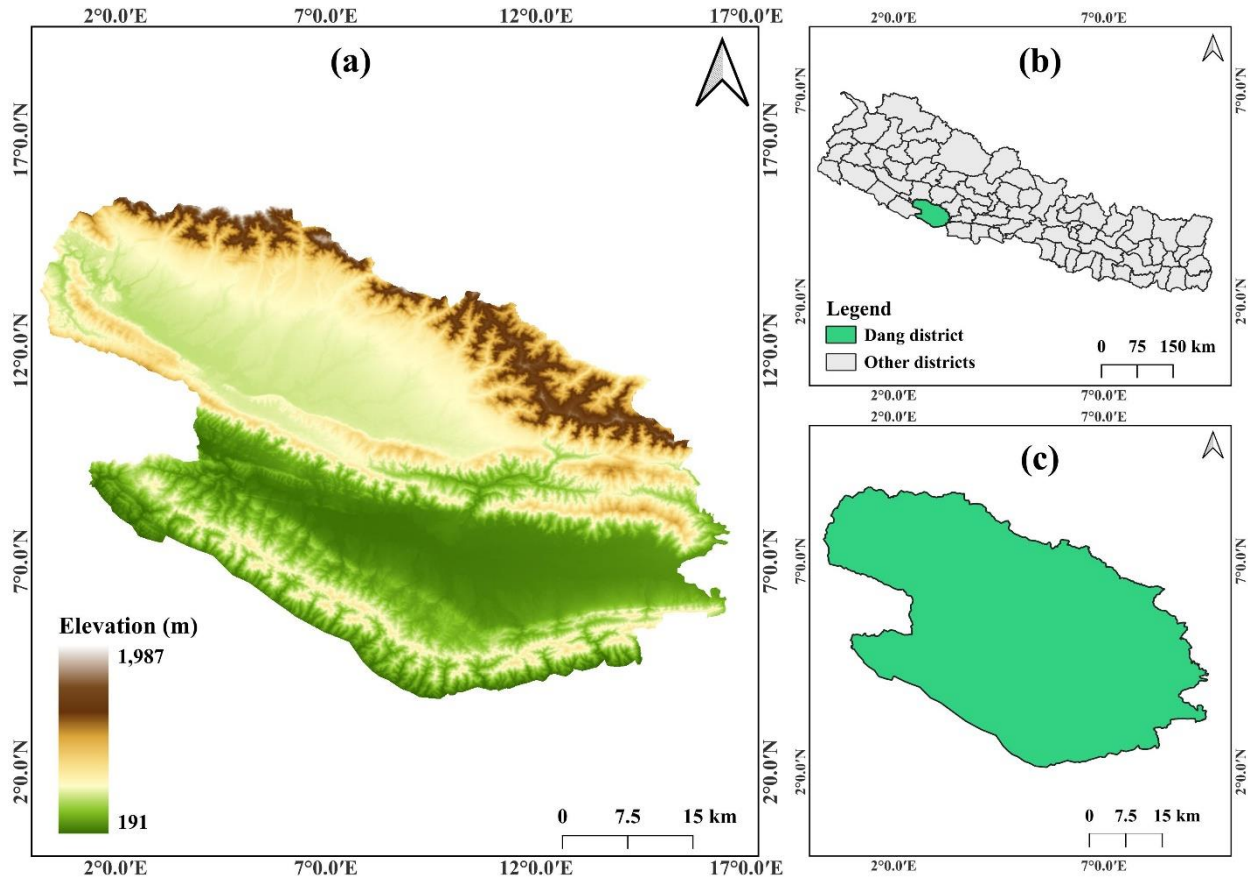 2°0.0′E 7°0.0′E 12°0.0′E 17°0.0′E
(a)
17°0.0′N 17°0.0′N
12°0.0′N 12°0.0′N
7°0.0′N 7°0.0′N
2°0.0′N 2°0.0′N
Elevation (m)
1,987
191
0 7.5 15 km
2°0.0′E 7°0.0′E 12°0.0′E 17°0.0′E
2°0.0′E 7°0.0′E
(b)
7°0.0′N 7°0.0′N
2°0.0′N 2°0.0′N
Legend
Dang district
Other districts
0 75 150 km
2°0.0′E 7°0.0′E
2°0.0′E 7°0.0′E
(c)
7°0.0′N 7°0.0′N
2°0.0′N 2°0.0′N
0 7.5 15 km
2°0.0′E 7°0.0′E